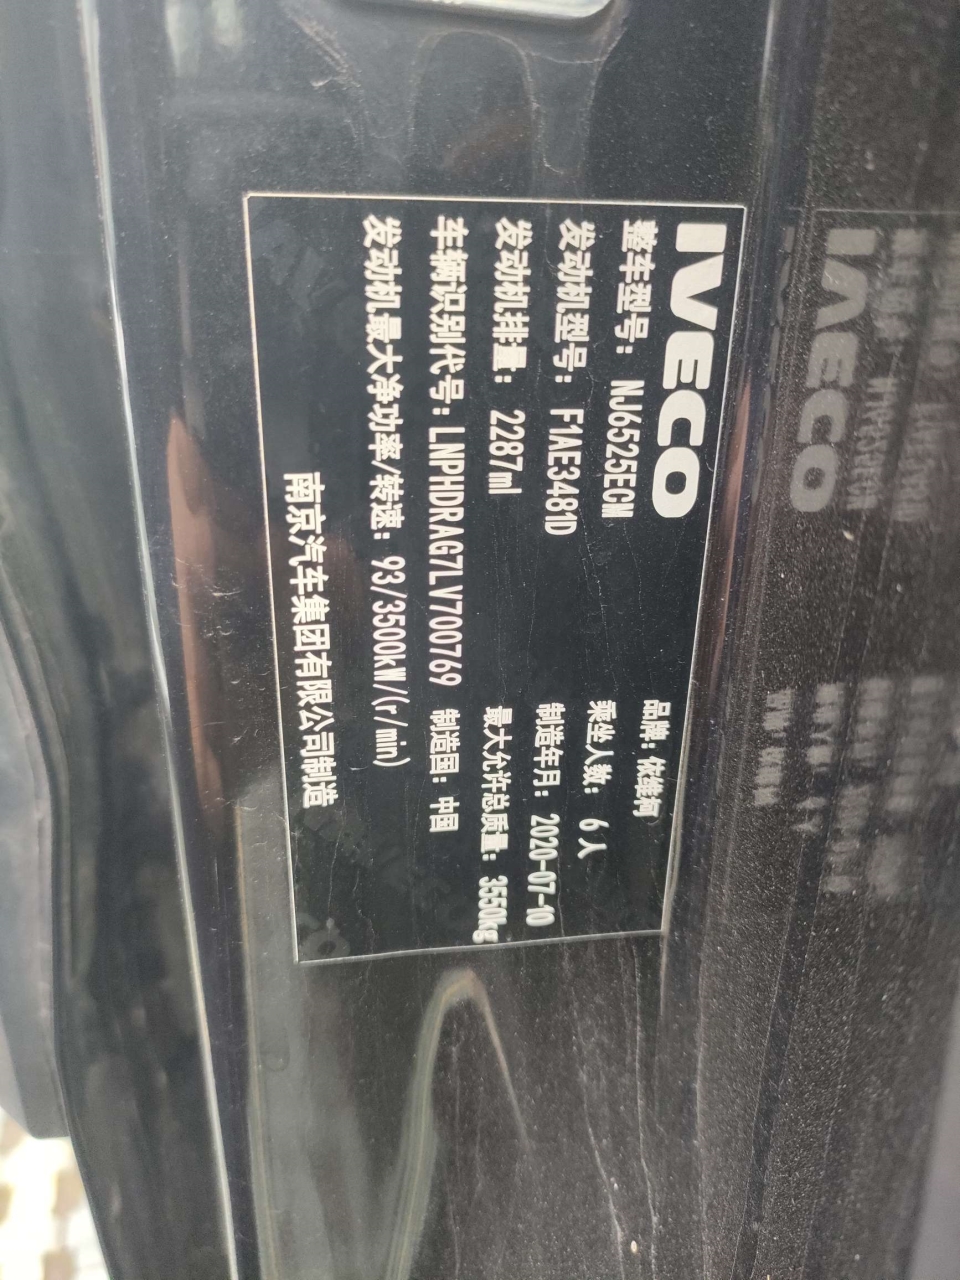 IVECO
品牌: 依维柯
整车型号: NJ6525ECM
乘坐人数: 6人
发动机型号: F1AE3481D
制造年月: 2020-07-10
发动机排量: 2287ml
最大允许总质量: 3550kg
车辆识别代号: LNPHDRAG7LV700769
制造国: 中国
发动机最大净功率/转速: 93/3500kW/(r/min)
南京汽车集团有限公司制造